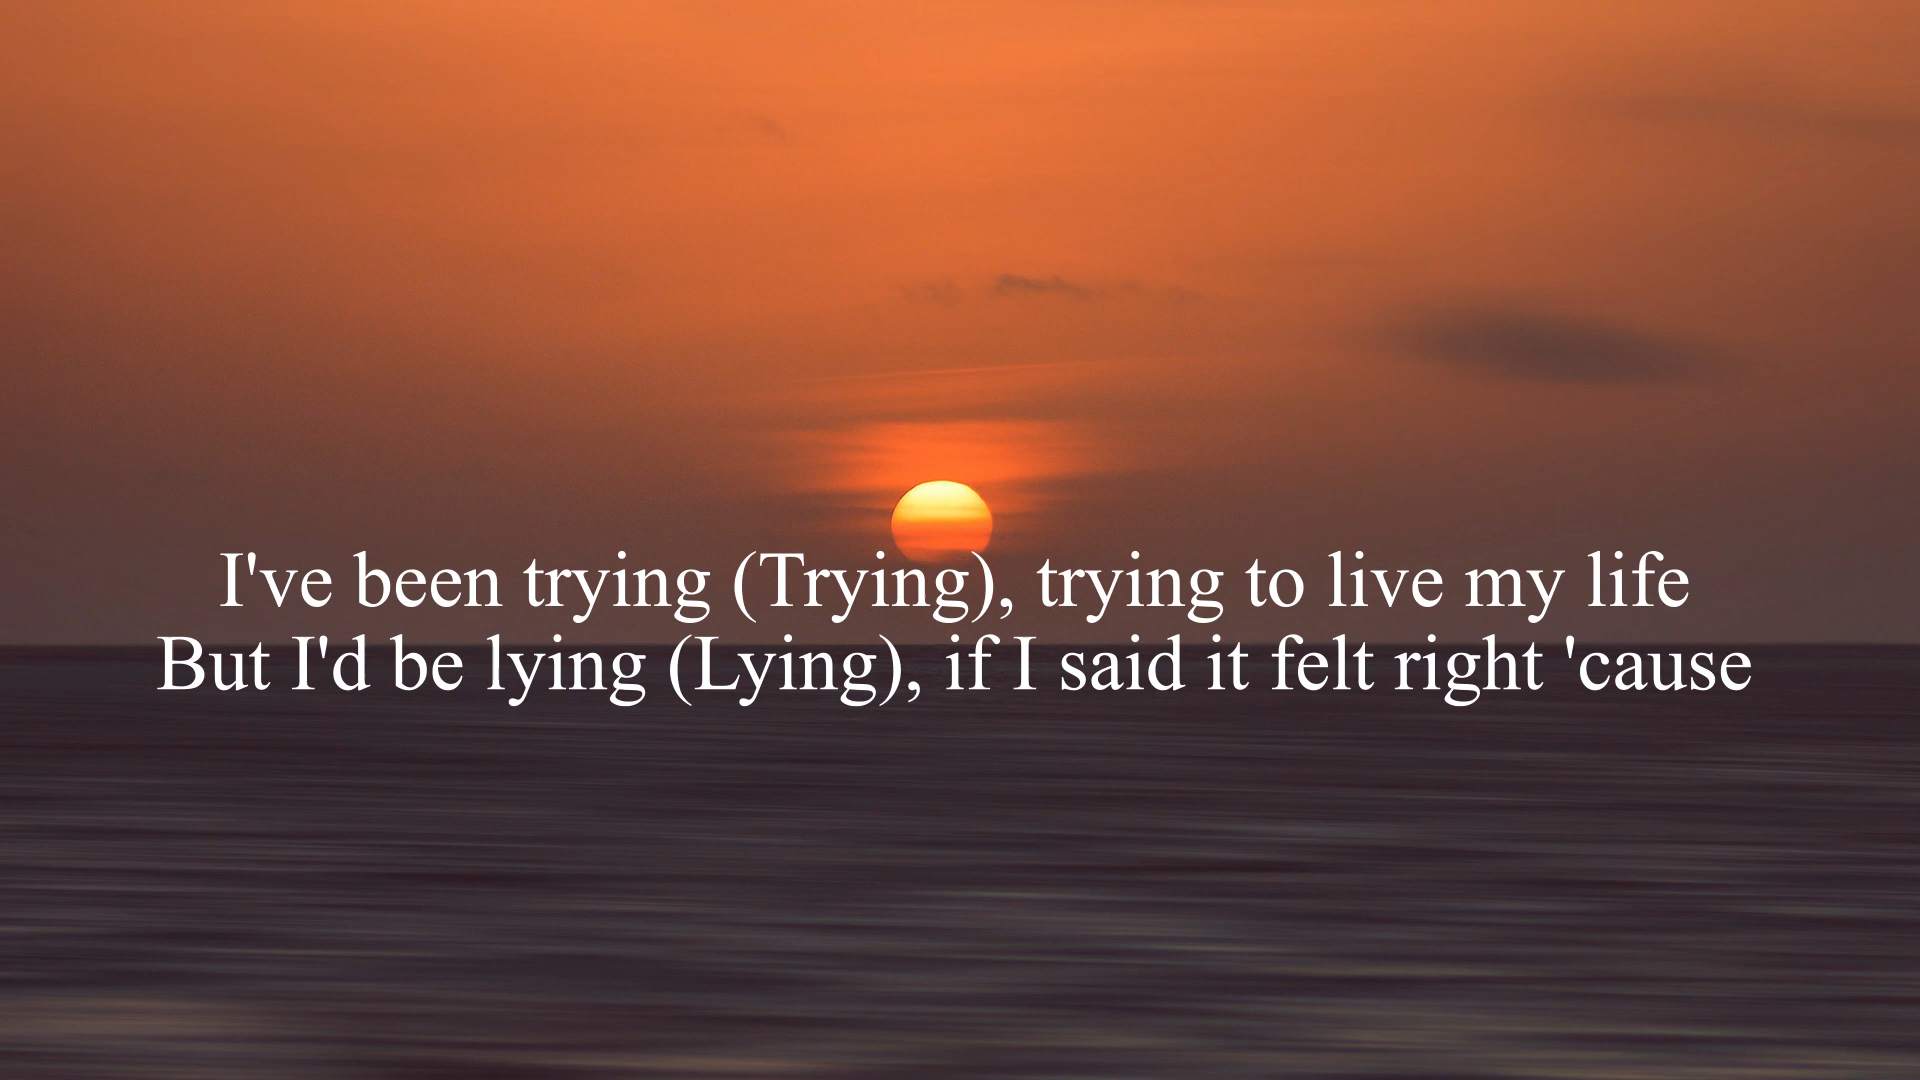 I've been trying (Trying), trying to live my life
But I'd be lying (Lying), if I said it felt right 'cause